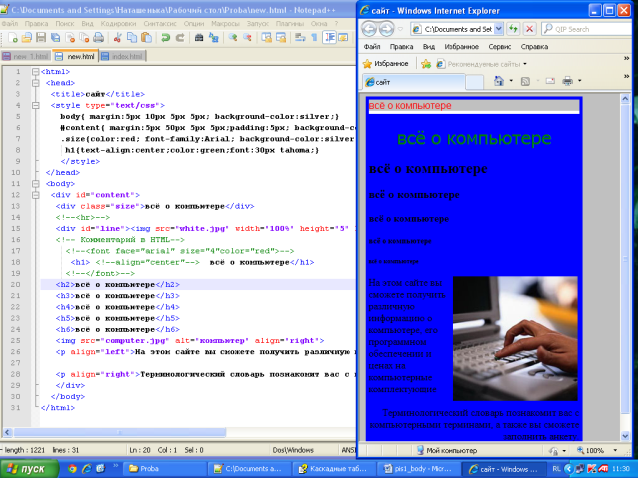 C:\Documents and Settings\Наташенька\Рабочий стол\Proba\new.html - Notepad++
Файл Правка Поиск Вид Кодировки Синтаксис Опции Макросы Запуск Плагины Окна
new 1.html new.html index.html
1 <html>
2 <head>
3 <title>сайт</title>
4 <style type="text/css">
5 body{ margin:5px 10px 5px 5px; background-color:silver;}
6 #content{ margin:5px 50px 5px 5px;padding:5px; background-co
7 .size{color:red; font-family:Arial; background-color:silver
8 h1{text-align:center;color:green;font:30px tahoma;}
9 </style>
10 </head>
11 <body>
12 <div id="content">
13 <div class="size">всё о компьютере</div>
14 <!--<hr>-->
15 <div id="line"><img src="white.jpg" width="100%" height="5"
16 <!-- Комментарий в HTML-->
17 <!--<font face="arial" size="4"color="red">-->
18 <h1> <!--align="center"--> всё о компьютере</h1>
19 <!--</font>-->
20 <h2>всё о компьютере</h2>
21 <h3>всё о компьютере</h3>
22 <h4>всё о компьютере</h4>
23 <h5>всё о компьютере</h5>
24 <h6>всё о компьютере</h6>
25 <img src="computer.jpg" alt="компьютер" align="right">
26 <p align="left">На этом сайте вы сможете получить различную
27
28 <p align="right">Терминологический словарь познакомит вас с
29 </div>
30 </body>
31 </html>
length : 1221 lines : 31 Ln : 20 Col : 1 Sel : 0 Dos\Windows ANS
сайт - Windows Internet Explorer
C:\Documents and Set
QIP Search
Файл Правка Вид Избранное Сервис Справка
Избранное Рекомендуемые сайты
сайт
всё о компьютере
всё о компьютере
всё о компьютере
всё о компьютере
всё о компьютере
всё о компьютере
всё о компьютере
На этом сайте вы
сможете получить
различную
информацию о
компьютере, его
программном
обеспечении и
Терминологический словарь познакомит вас с
Мой компьютер 100%
пуск Proba C:\Documents a... Каскадные таб... pis1_body - Micr... сайт - Windows ... RL 11:30